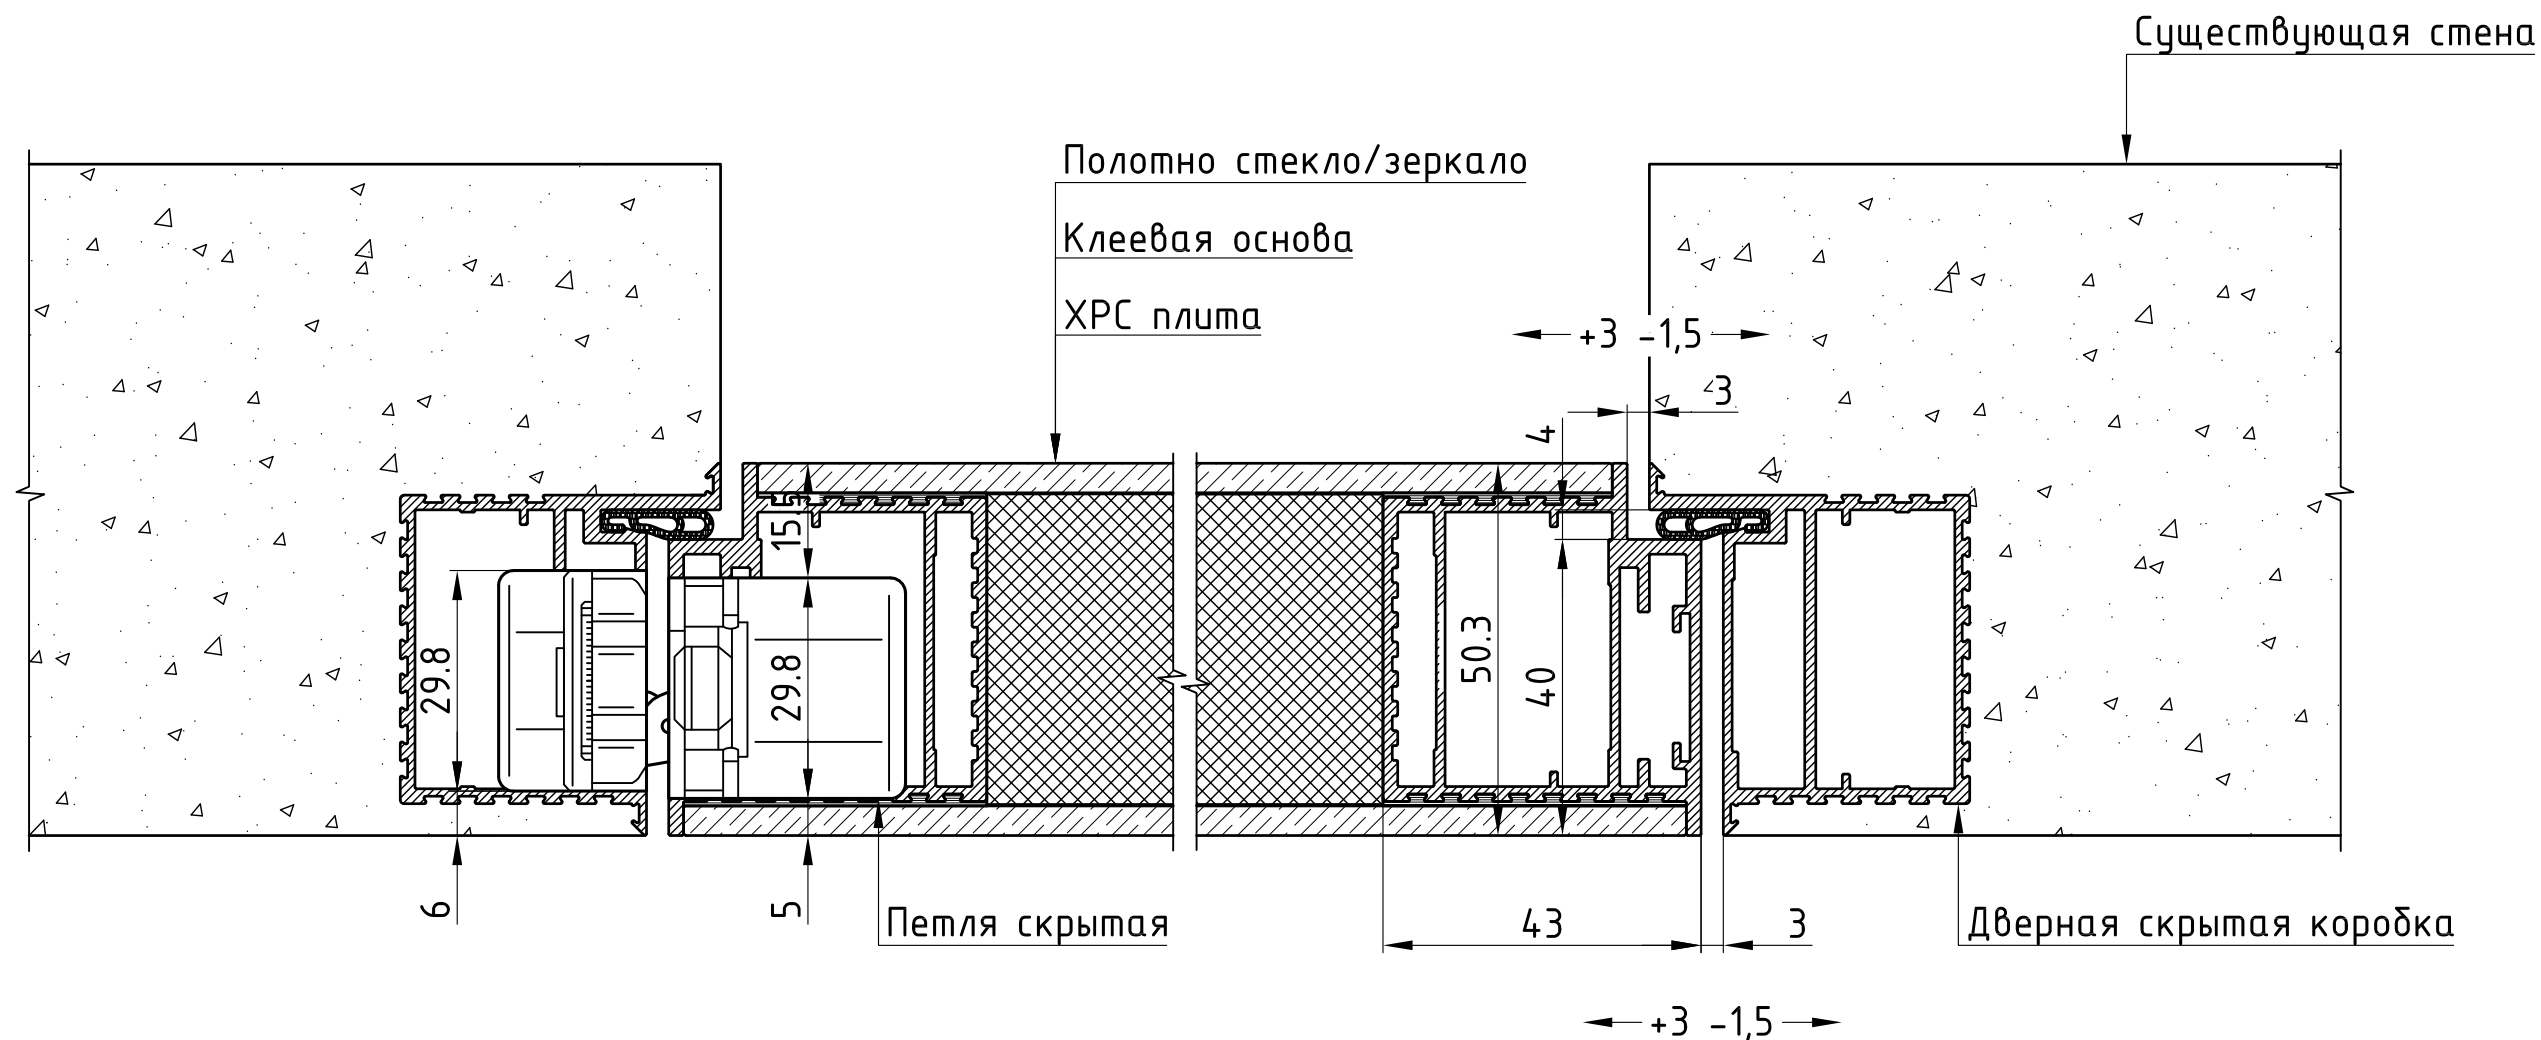 Существующая стена
Полотно стекло/зеркало
Клеевая основа
XPC плита
+3 -1,5
3
4
15,5
29.8
29.8
50.3
40
6
5
Петля скрытая
43
3
Дверная скрытая коробка
+3 -1,5